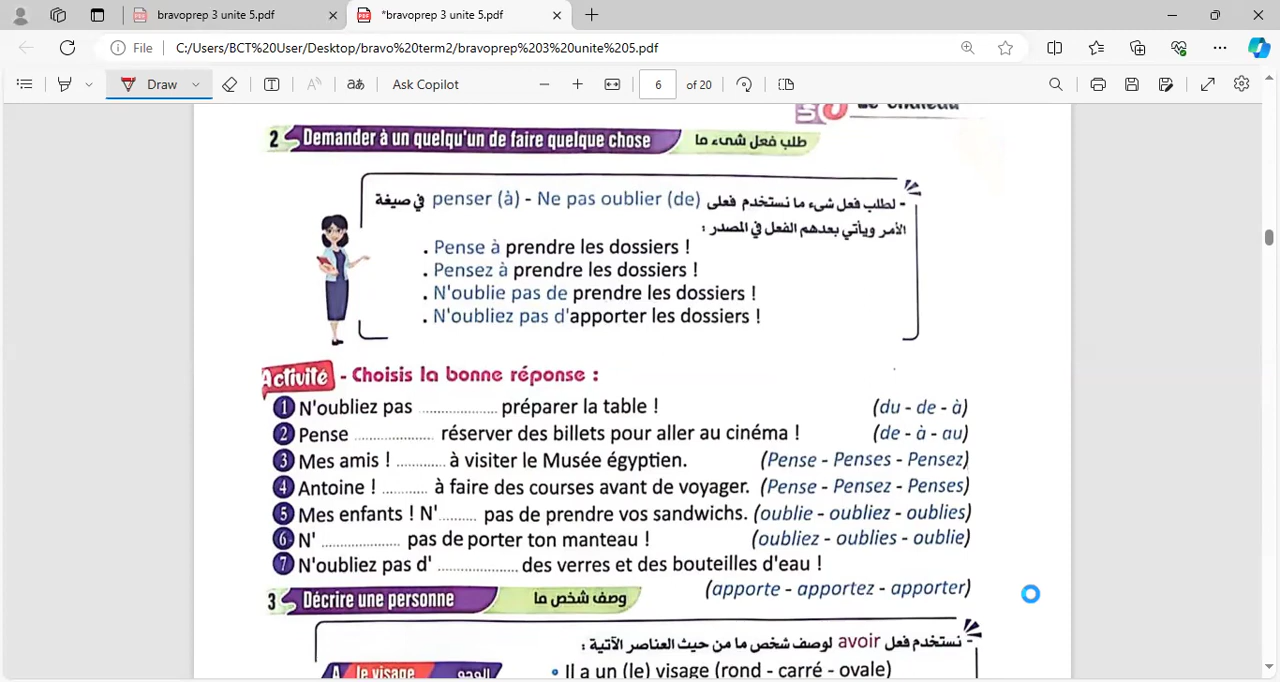 bravoprep 3 unite 5.pdf
*bravoprep 3 unite 5.pdf
File
C:/Users/BCT%20User/Desktop/bravo%20term2/bravoprep%203%20unite%205.pdf
Draw
aあ
Ask Copilot
6
of 20
Le château
2 Demander à un quelqu'un de faire quelque chose
طلب فعل شىء ما
- لطلب فعل شىء ما نستخدم فعلى penser (à) - Ne pas oublier (de) في صيغة
الأمر ويأتي بعدهم الفعل في المصدر :
. Pense à prendre les dossiers !
. Pensez à prendre les dossiers !
. N'oublie pas de prendre les dossiers !
. N'oubliez pas d'apporter les dossiers !
Activité - Choisis la bonne réponse :
1 N'oubliez pas .................... préparer la table ! (du - de - à)
2 Pense .................... réserver des billets pour aller au cinéma ! (de - à - au)
3 Mes amis ! ............ à visiter le Musée égyptien. (Pense - Penses - Pensez)
4 Antoine ! ........... à faire des courses avant de voyager. (Pense - Pensez - Penses)
5 Mes enfants ! N'......... pas de prendre vos sandwichs. (oublie - oubliez - oublies)
6 N' .................... pas de porter ton manteau ! (oubliez - oublies - oublie)
7 N'oubliez pas d' .................... des verres et des bouteilles d'eau !
(apporte - apportez - apporter)
3 Décrire une personne
وصف شخص ما
- نستخدم فعل avoir لوصف شخص ما من حيث العناصر الآتية :
A le visage الوجه
• Il a un (le) visage (rond - carré - ovale)